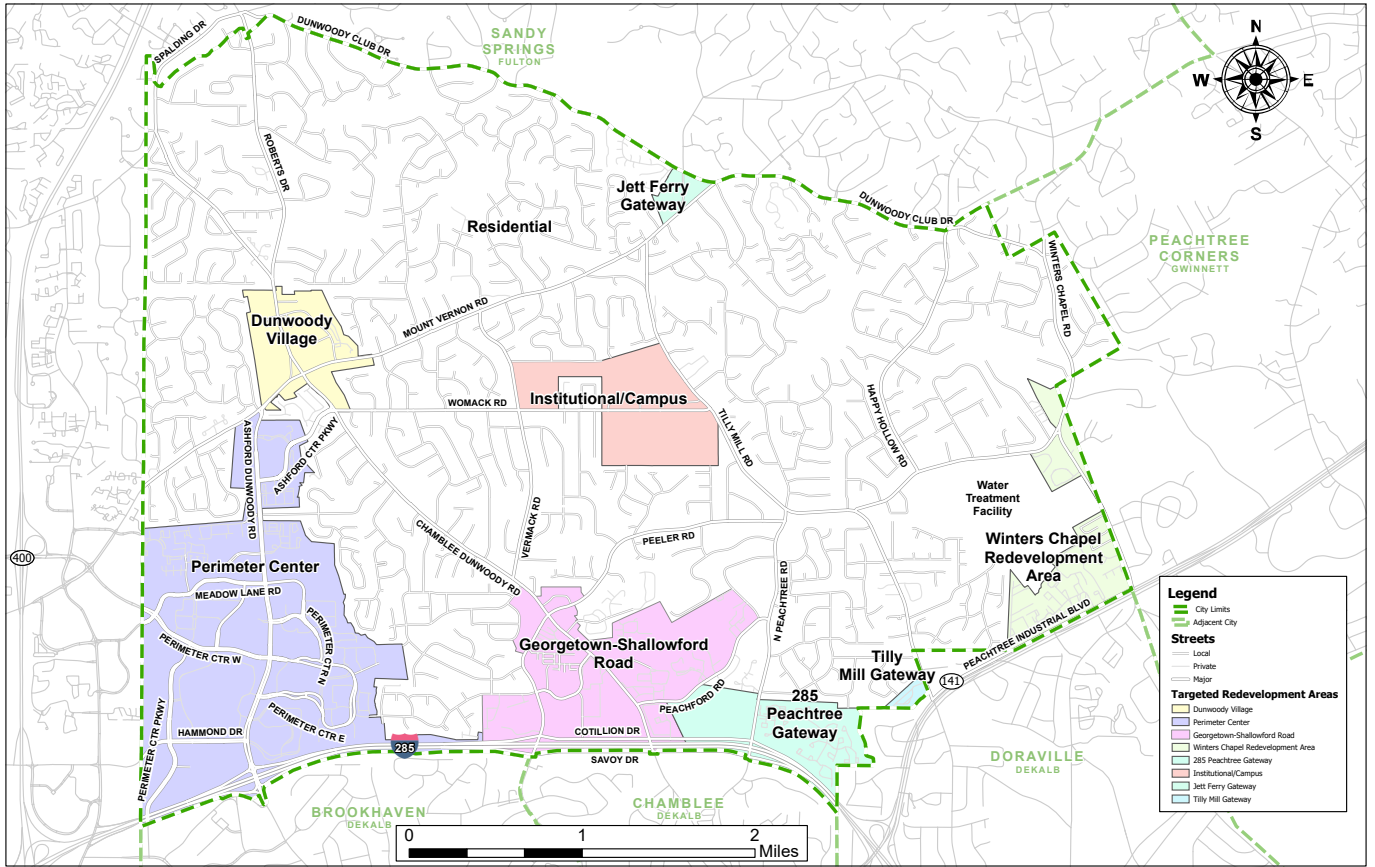 SPALDING DR
DUNWOODY CLUB DR
SANDY
SPRINGS
FULTON
N
W
E
S
ROBERTS DR
Jett Ferry
Gateway
Residential
DUNWOODY CLUB DR
PEACHTREE
CORNERS
GWINNETT
WINTERS CHAPEL RD
Dunwoody
Village
MOUNT VERNON RD
WOMACK RD
Institutional/Campus
TILLY MILL RD
HAPPY HOLLOW RD
ASHFORD DUNWOODY RD
ASHFORD CTR PKWY
Water
Treatment
Facility
CHAMBLEE DUNWOODY RD
VERMACK RD
PEELER RD
Winters Chapel
Redevelopment
Area
400
Perimeter Center
MEADOW LANE RD
N PEACHTREE RD
PERIMETER CTR W
PERIMETER CTR N
Georgetown-Shallowford
Road
Tilly
Mill Gateway
PEACHTREE INDUSTRIAL BLVD
141
PEACHFORD RD
285
Peachtree
Gateway
PERIMETER CTR PKWY
HAMMOND DR
PERIMETER CTR E
COTILLION DR
285
SAVOY DR
DORAVILLE
DEKALB
BROOKHAVEN
DEKALB
CHAMBLEE
DEKALB
0
1
2
Miles
Legend
City Limits
Adjacent City
Streets
Local
Private
Major
Targeted Redevelopment Areas
Dunwoody Village
Perimeter Center
Georgetown-Shallowford Road
Winters Chapel Redevelopment Area
285 Peachtree Gateway
Institutional/Campus
Jett Ferry Gateway
Tilly Mill Gateway